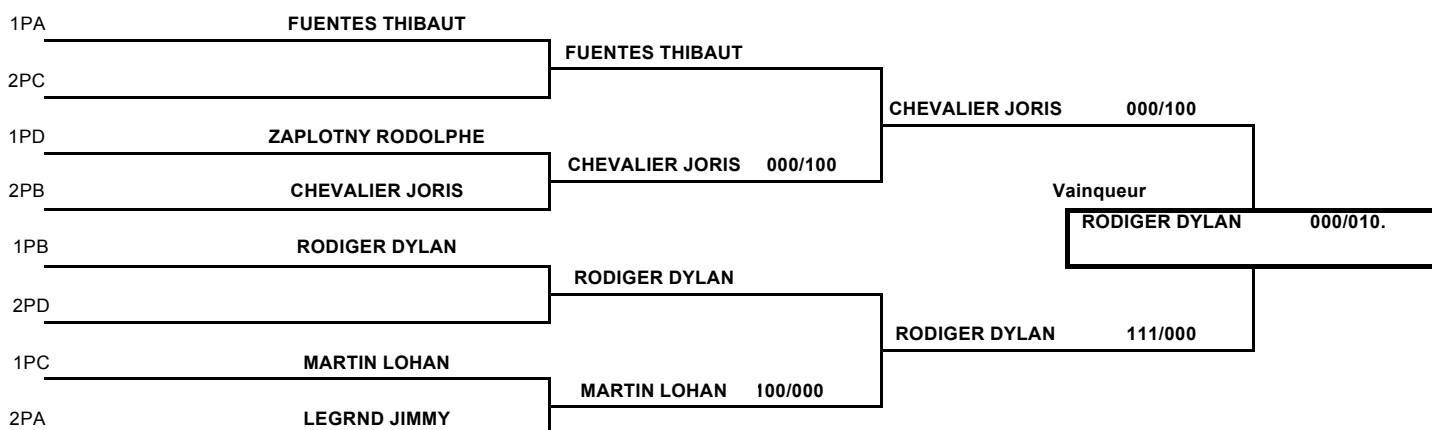 1PA FUENTES THIBAUT
FUENTES THIBAUT
2PC
CHEVALIER JORIS 000/100
1PD ZAPLOTNY RODOLPHE
CHEVALIER JORIS 000/100
2PB CHEVALIER JORIS
Vainqueur
RODIGER DYLAN 000/010.
1PB RODIGER DYLAN
RODIGER DYLAN
2PD
RODIGER DYLAN 111/000
1PC MARTIN LOHAN
MARTIN LOHAN 100/000
2PA LEGRND JIMMY